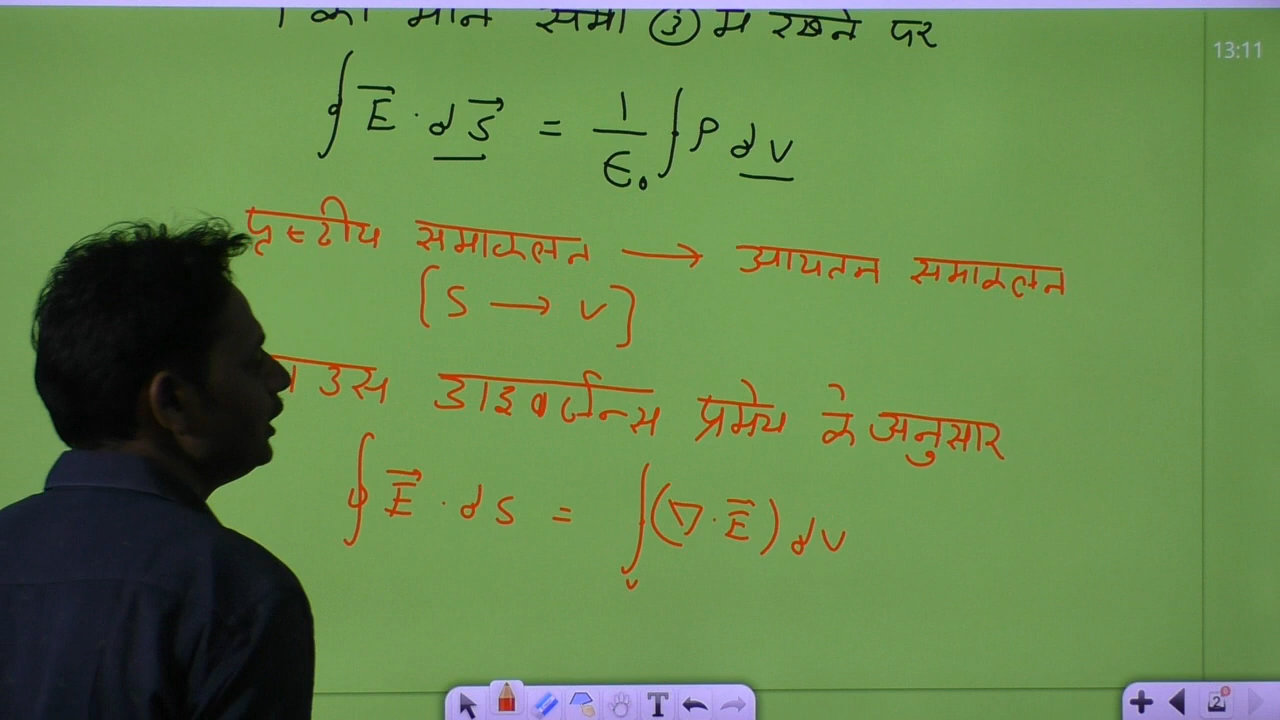 का मान समी ③ में रखने पर
13:11
∮ E⃗ · dS⃗ = 1/ε₀ ∫ ρ dv
पृष्टीय समाकलन → आयतन समाकलन
[S → V]
उस डाइवर्जेन्स प्रमेय के अनुसार
∮ E⃗ · ds = ∫ᵥ (∇ · E⃗) dv
T
2